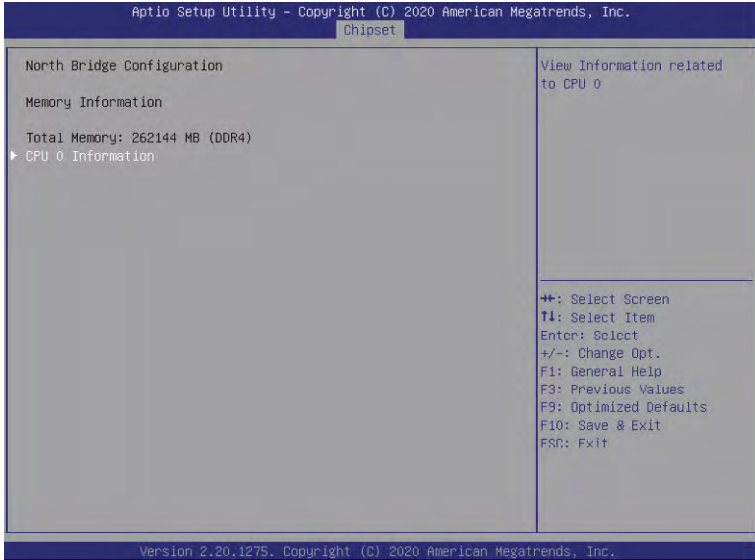 Aptio Setup Utility – Copyright (C) 2020 American Megatrends, Inc.
Chipset
North Bridge Configuration
Memory Information
Total Memory: 262144 MB (DDR4)
▶ CPU 0 Information
View Information related
to CPU 0
→←: Select Screen
↑↓: Select Item
Enter: Select
+/-: Change Opt.
F1: General Help
F3: Previous Values
F9: Optimized Defaults
F10: Save & Exit
ESC: Exit
Version 2.20.1275. Copyright (C) 2020 American Megatrends, Inc.